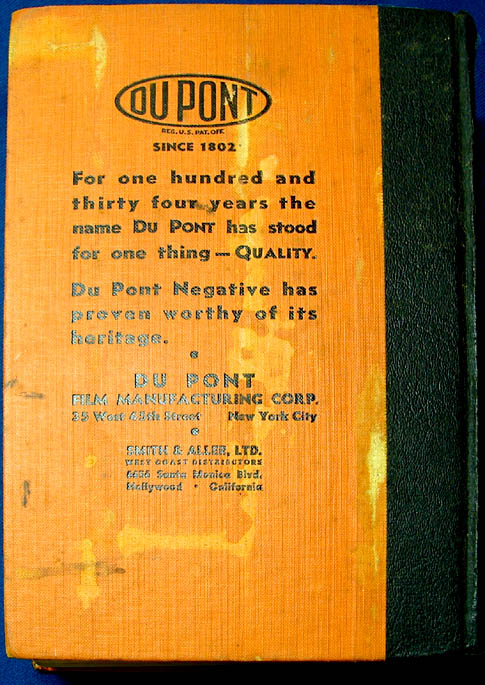 DU PONT
REG. U.S. PAT. OFF.
SINCE 1802
For one hundred and
thirty four years the
name DU PONT has stood
for one thing — QUALITY.
Du Pont Negative has
proven worthy of its
heritage.
DU PONT
FILM MANUFACTURING CORP.
35 West 45th Street New York City
SMITH & ALLER, LTD.
WEST COAST DISTRIBUTORS
6656 Santa Monica Blvd.
Hollywood • California